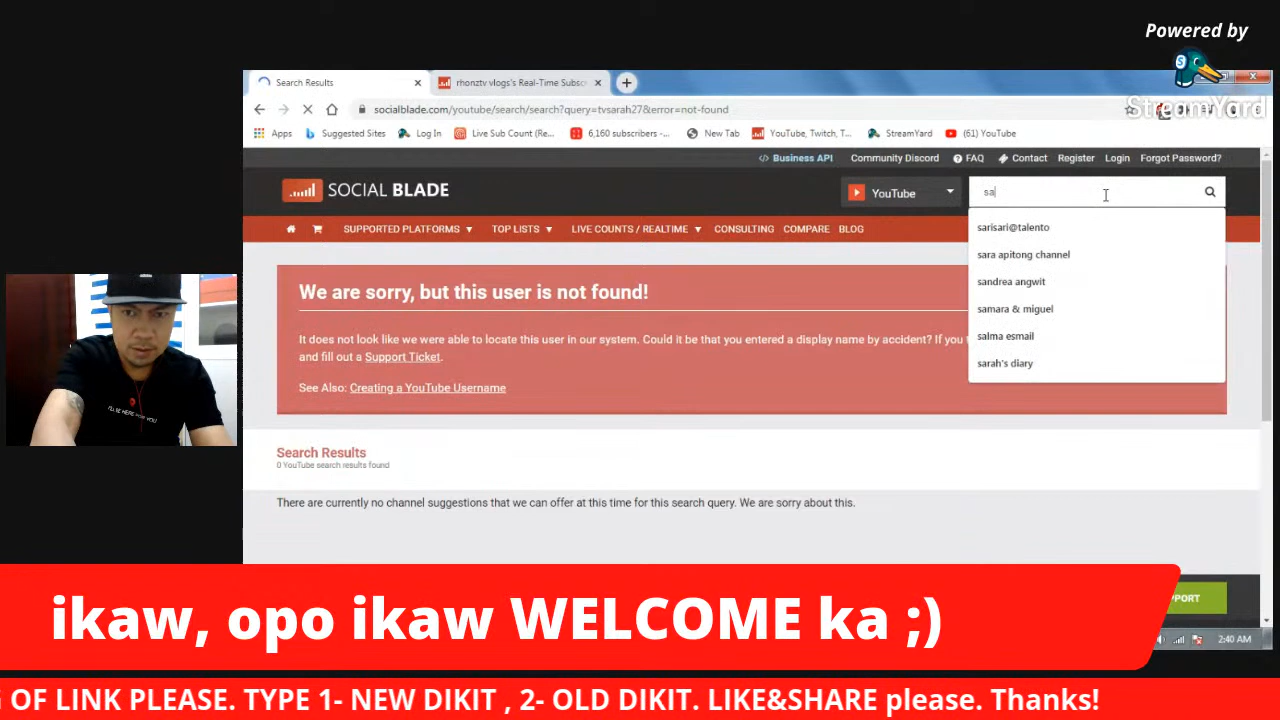 Powered by
S
StreamYard
Search Results
rhonztv vlogs's Real-Time Subsc
socialblade.com/youtube/search/search?query=tvsarah27&error=not-found
Apps
Suggested Sites
Log In
Live Sub Count (Re...
6,160 subscribers -...
New Tab
YouTube, Twitch, T...
StreamYard
(61) YouTube
Business API
Community Discord
FAQ
Contact
Register
Login
Forgot Password?
SOCIAL BLADE
YouTube
sa
SUPPORTED PLATFORMS
TOP LISTS
LIVE COUNTS / REALTIME
CONSULTING
COMPARE
BLOG
sarisari@talento
sara apitong channel
sandrea angwit
samara & miguel
salma esmail
sarah's diary
We are sorry, but this user is not found!
It does not look like we were able to locate this user in our system. Could it be that you entered a display name by accident? If you t
and fill out a Support Ticket.
See Also: Creating a YouTube Username
Search Results
0 YouTube search results found
There are currently no channel suggestions that we can offer at this time for this search query. We are sorry about this.
PORT
2:40 AM
ikaw, opo ikaw WELCOME ka ;)
G OF LINK PLEASE. TYPE 1- NEW DIKIT , 2- OLD DIKIT. LIKE&SHARE please. Thanks!